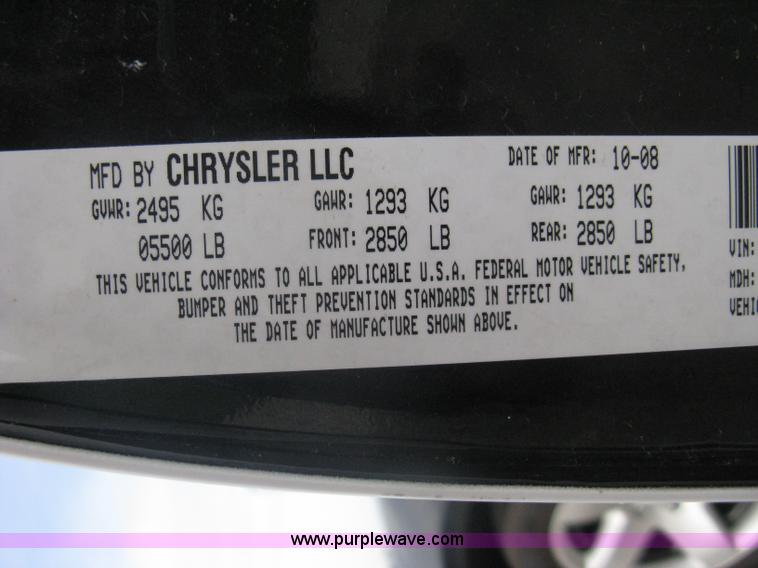 MFD BY CHRYSLER LLC DATE OF MFR: 10-08
GVWR: 2495 KG GAWR: 1293 KG GAWR: 1293 KG
05500 LB FRONT: 2850 LB REAR: 2850 LB
THIS VEHICLE CONFORMS TO ALL APPLICABLE U.S.A. FEDERAL MOTOR VEHICLE SAFETY,
BUMPER AND THEFT PREVENTION STANDARDS IN EFFECT ON
THE DATE OF MANUFACTURE SHOWN ABOVE.
VIN:
MDH:
www.purplewave.com